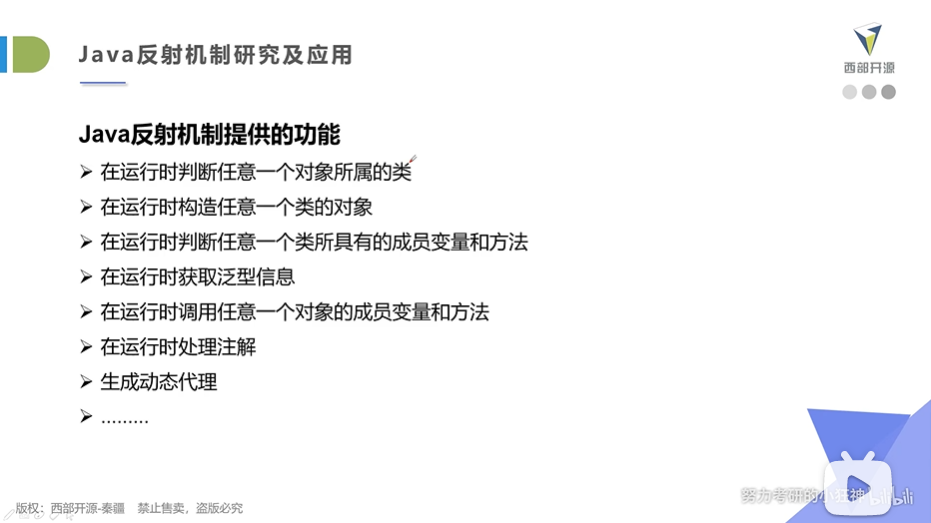 Java反射机制研究及应用
西部开源
Java反射机制提供的功能
➢ 在运行时判断任意一个对象所属的类
➢ 在运行时构造任意一个类的对象
➢ 在运行时判断任意一个类所具有的成员变量和方法
➢ 在运行时获取泛型信息
➢ 在运行时调用任意一个对象的成员变量和方法
➢ 在运行时处理注解
➢ 生成动态代理
➢ .........
努力考研的小狂神 bilibili
版权：西部开源-秦疆 禁止售卖，盗版必究